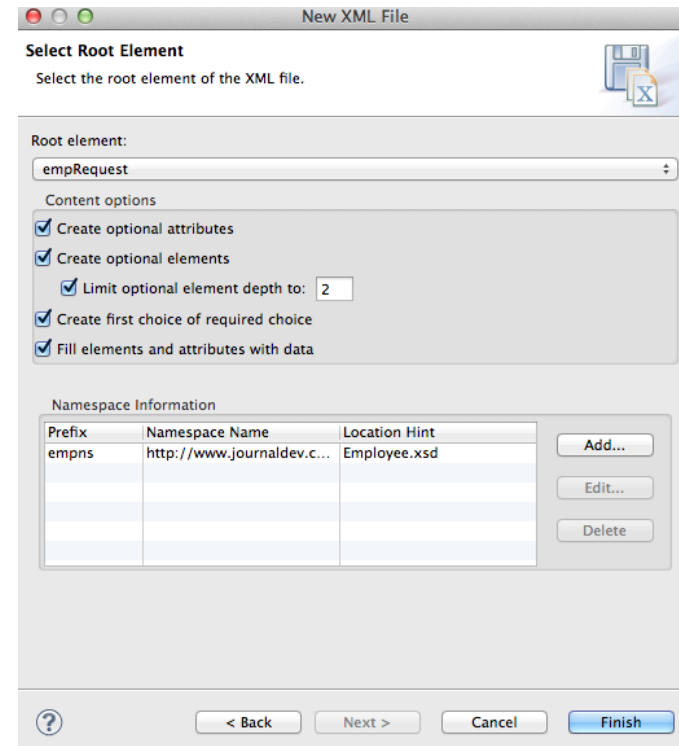 New XML File
Select Root Element
Select the root element of the XML file.
X
Root element:
empRequest
Content options
Create optional attributes
Create optional elements
Limit optional element depth to: 2
Create first choice of required choice
Fill elements and attributes with data
Namespace Information
Prefix Namespace Name Location Hint
empns http://www.journaldev.c... Employee.xsd
Add...
Edit...
Delete
? < Back Next > Cancel Finish